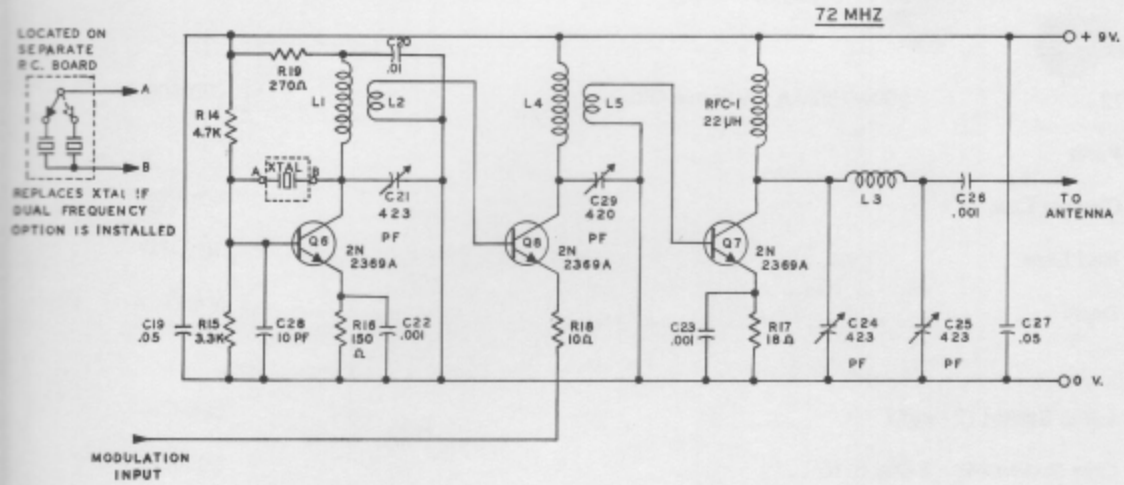 72 MHZ
LOCATED ON
SEPARATE
R.C. BOARD
A
B
REPLACES XTAL IF
DUAL FREQUENCY
OPTION IS INSTALLED
+ 9V.
C20
.01
R19
270Ω
L1
L2
L4
L5
RFC-1
22 μH
R14
4.7K
A
XTAL
B
C21
423
PF
C29
420
PF
L3
C26
.001
TO
ANTENNA
Q6
2N
2369A
Q8
2N
2369A
Q7
2N
2369A
C19
.05
R15
3.3K
C28
10 PF
R16
150
Ω
C22
.001
R18
10Ω
C23
.001
R17
18 Ω
C24
423
PF
C25
423
PF
C27
.05
0 V.
MODULATION
INPUT